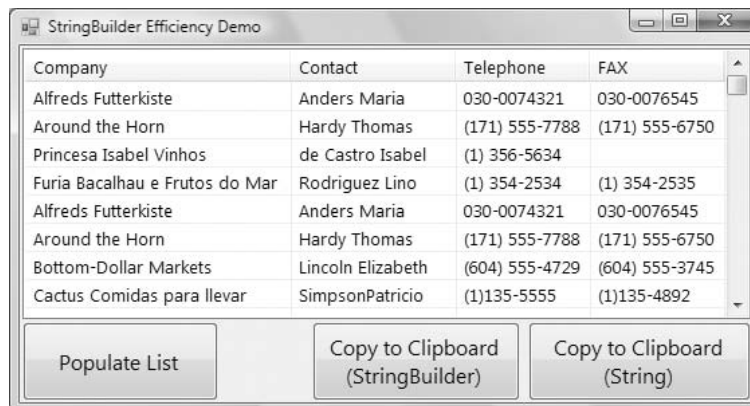 StringBuilder Efficiency Demo
Company Contact Telephone FAX
Alfreds Futterkiste Anders Maria 030-0074321 030-0076545
Around the Horn Hardy Thomas (171) 555-7788 (171) 555-6750
Princesa Isabel Vinhos de Castro Isabel (1) 356-5634
Furia Bacalhau e Frutos do Mar Rodriguez Lino (1) 354-2534 (1) 354-2535
Alfreds Futterkiste Anders Maria 030-0074321 030-0076545
Around the Horn Hardy Thomas (171) 555-7788 (171) 555-6750
Bottom-Dollar Markets Lincoln Elizabeth (604) 555-4729 (604) 555-3745
Cactus Comidas para llevar SimpsonPatricio (1)135-5555 (1)135-4892
Populate List
Copy to Clipboard
(StringBuilder)
Copy to Clipboard
(String)